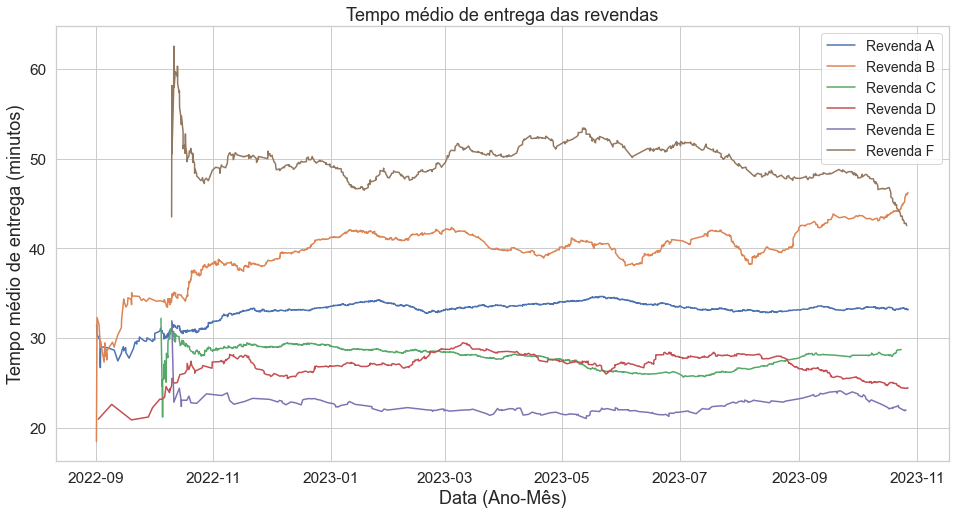 Tempo médio de entrega das revendas
Revenda A
Revenda B
Revenda C
Revenda D
Revenda E
Revenda F
Tempo médio de entrega (minutos)
60
50
40
30
20
2022-09 2022-11 2023-01 2023-03 2023-05 2023-07 2023-09 2023-11
Data (Ano-Mês)